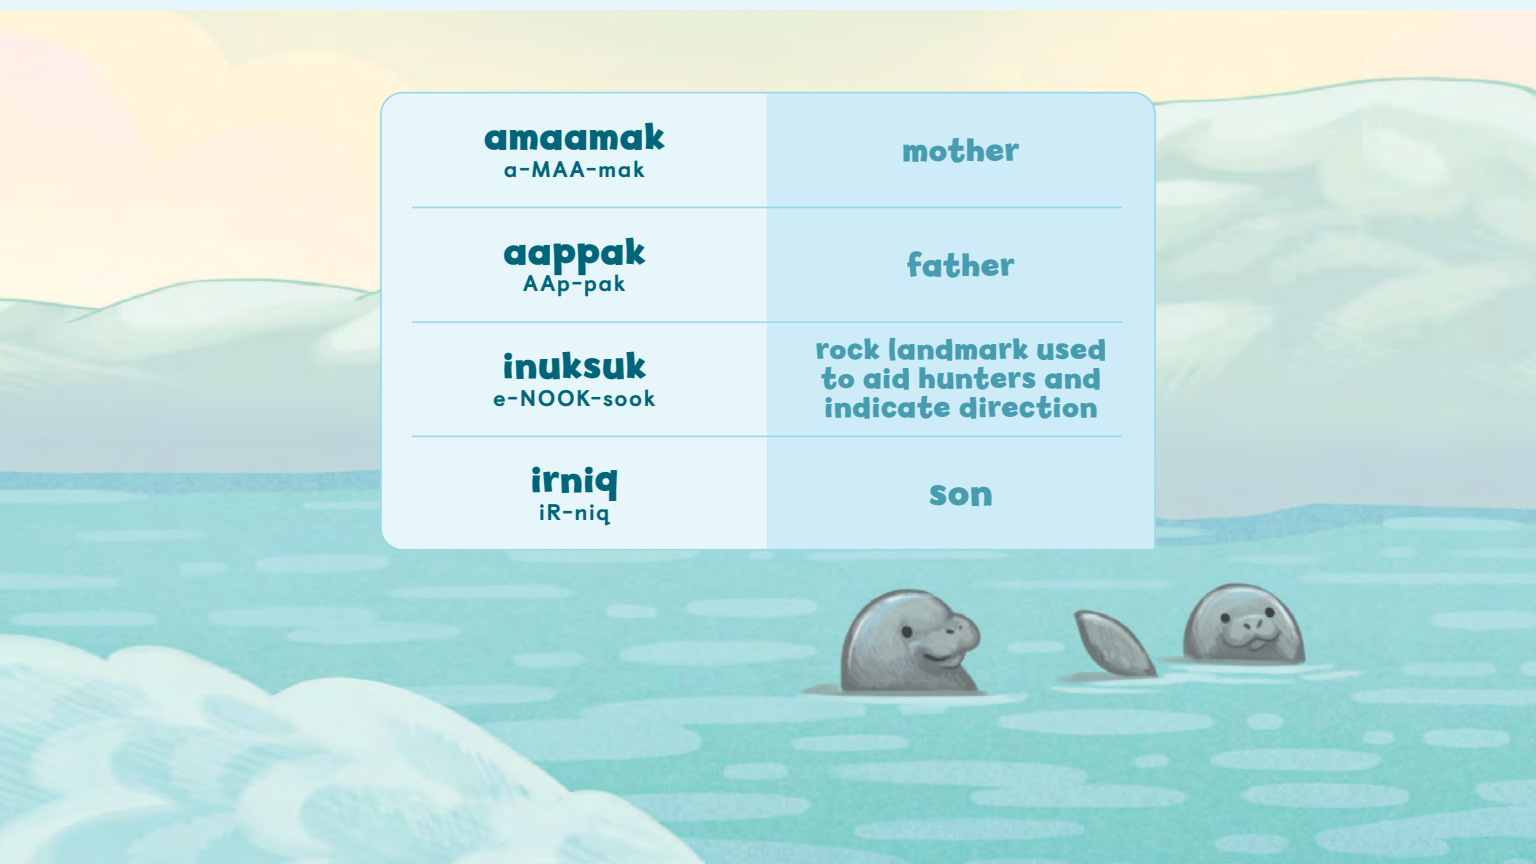 amaamak
a-MAA-mak
mother
aappak
AAp-pak
father
inuksuk
e-NOOK-sook
rock landmark used
to aid hunters and
indicate direction
irniq
iR-niq
son